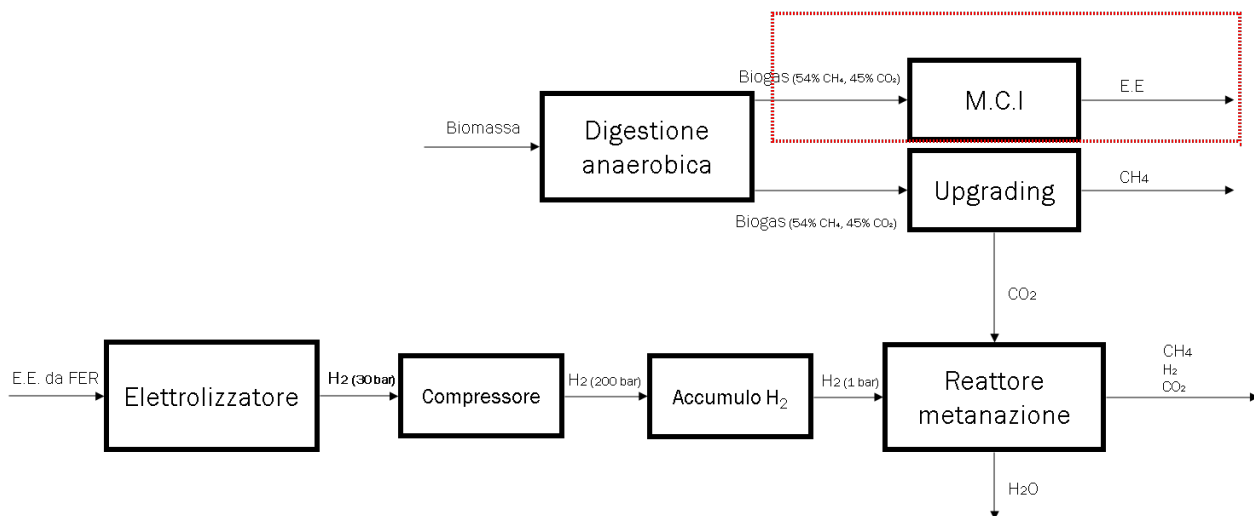 Biogas (54% CH₄, 45% CO₂)
M.C.I
E.E
Biomassa
Digestione
anaerobica
Upgrading
CH₄
Biogas (54% CH₄, 45% CO₂)
CO₂
E.E. da FER
Elettrolizzatore
H₂ (30 bar)
Compressore
H₂ (200 bar)
Accumulo H₂
H₂ (1 bar)
Reattore
metanazione
CH₄
H₂
CO₂
H₂O